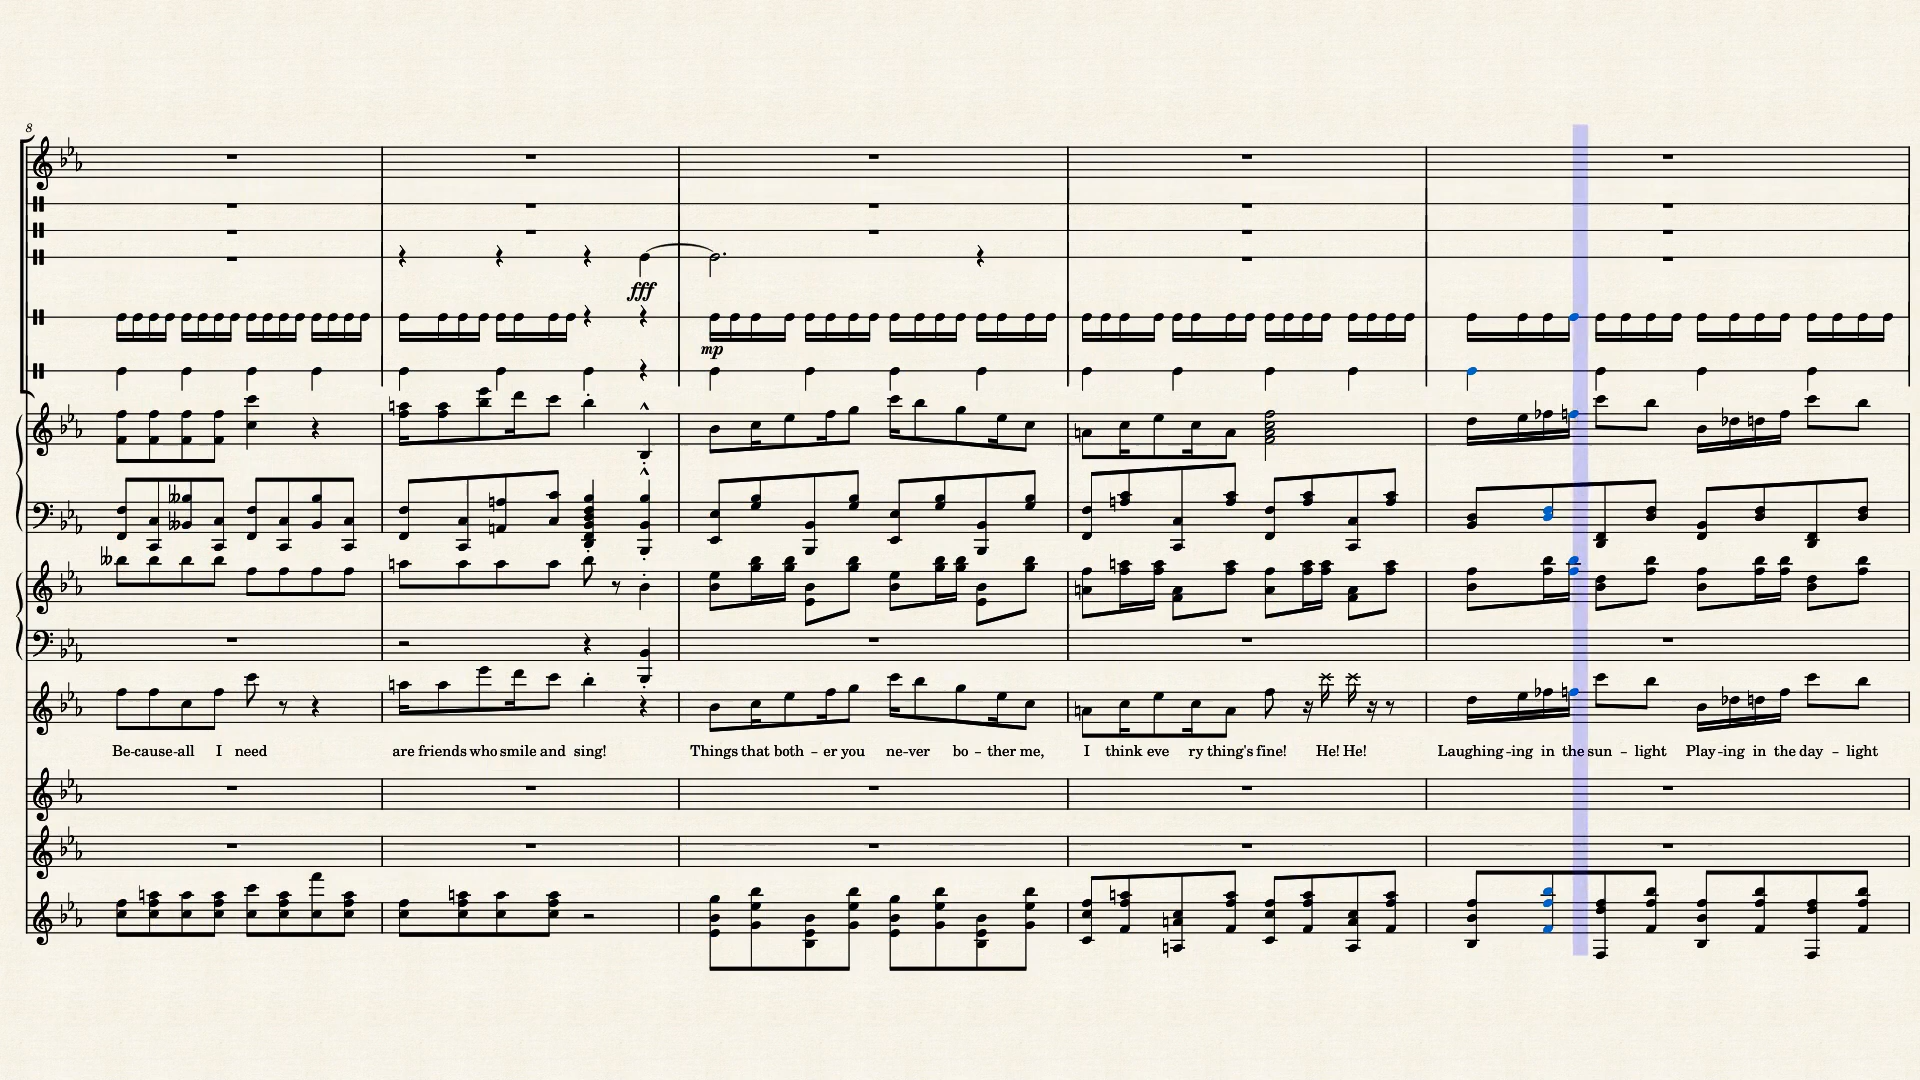 8
fff
mp
Be-cause-all I need are friends who smile and sing! Things that both - er you ne-ver bo - ther me, I think eve ry thing's fine! He! He! Laughing-ing in the sun - light Play-ing in the day - light